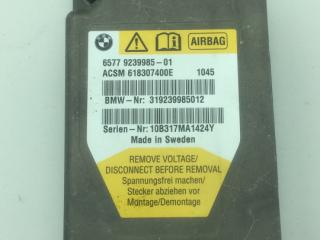 AIRBAG
6577 9239985-01
ACSM 618307400E 1045
BMW-Nr: 319239985012
Serien-Nr: 10B317MA1424Y
Made in Sweden
REMOVE VOLTAGE/
DISCONNECT BEFORE REMOVAL
Spannungsfrei machen/
Stecker abziehen vor
Montage/Demontage